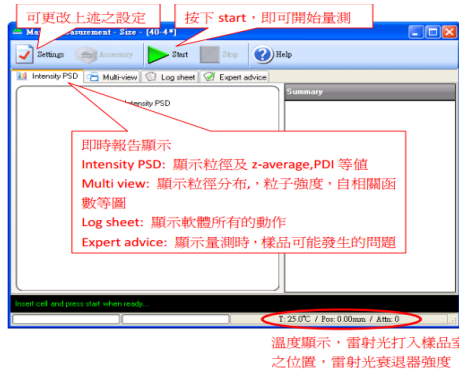 可更改上述之設定
按下 start，即可開始量測
Measurement - Size - [40-4*]
Settings
Accessory
Start
Stop
Help
Intensity PSD
Multi-view
Log sheet
Expert advice
Intensity PSD
Summary
即時報告顯示
Intensity PSD: 顯示粒徑及 z-average,PDI 等值
Multi view: 顯示粒徑分布,，粒子強度，自相關函
數等圖
Log sheet: 顯示軟體所有的動作
Expert advice: 顯示量測時，樣品可能發生的問題
Insert cell and press start when ready...
T: 25.0℃ / Pos: 0.00mm / Attn: 0
溫度顯示，雷射光打入樣品室
之位置，雷射光衰退器強度